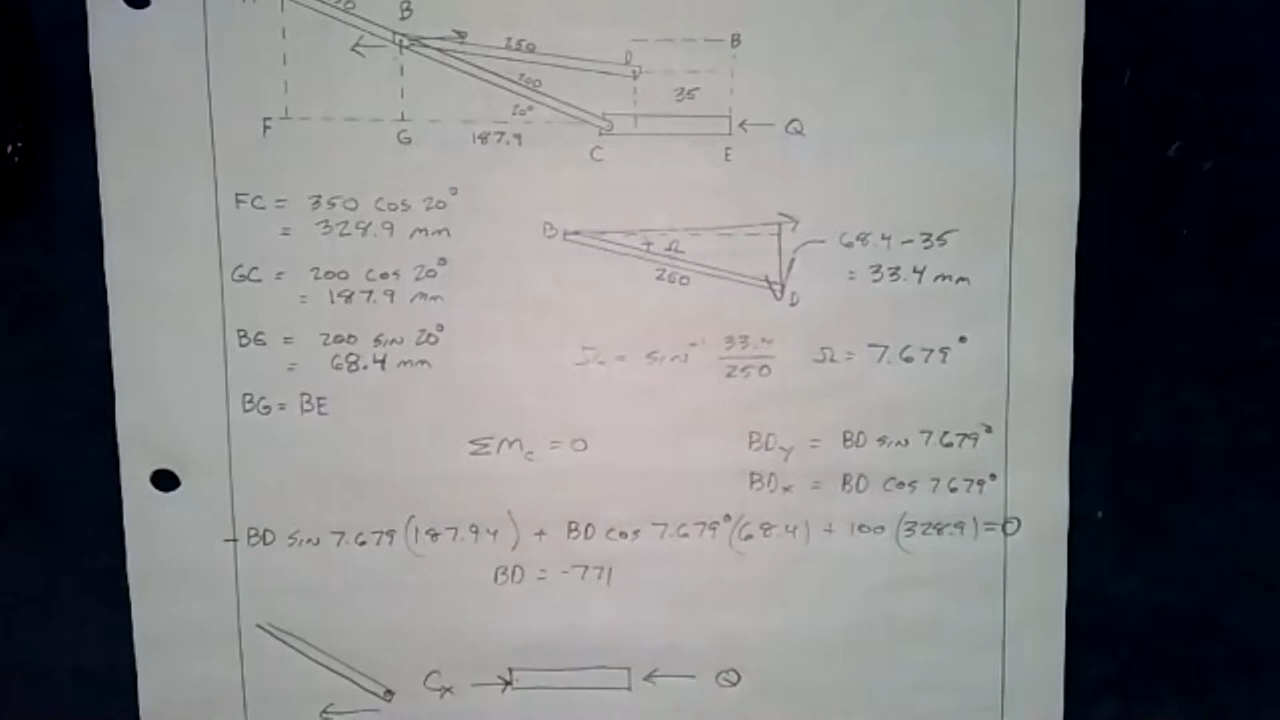 B
250
D
B
200
35
20°
F
G
187.9
C
E
Q
FC = 350 cos 20°
= 328.9 mm
GC = 200 cos 20°
= 187.9 mm
BG = 200 sin 20°
= 68.4 mm
BG = BE
B
Ω
250
D
68.4 - 35
= 33.4 mm
Ω = sin⁻¹ 33.4/250 Ω = 7.679°
ΣM_C = 0
BDy = BD sin 7.679°
BDx = BD cos 7.679°
- BD sin 7.679 (187.94) + BD cos 7.679° (68.4) + 100 (328.9) = 0
BD = -771
Cx
Q